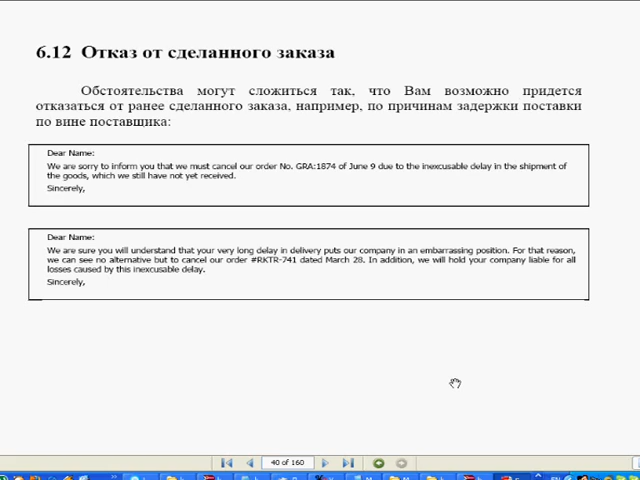 6.12 Отказ от сделанного заказа
Обстоятельства могут сложиться так, что Вам возможно придется
отказаться от ранее сделанного заказа, например, по причинам задержки поставки
по вине поставщика:
Dear Name:
We are sorry to inform you that we must cancel our order No. GRA:1874 of June 9 due to the inexcusable delay in the shipment of
the goods, which we still have not yet received.
Sincerely,
Dear Name:
We are sure you will understand that your very long delay in delivery puts our company in an embarrassing position. For that reason,
we can see no alternative but to cancel our order #RKTR-741 dated March 28. In addition, we will hold your company liable for all
losses caused by this inexcusable delay.
Sincerely,
40 of 160